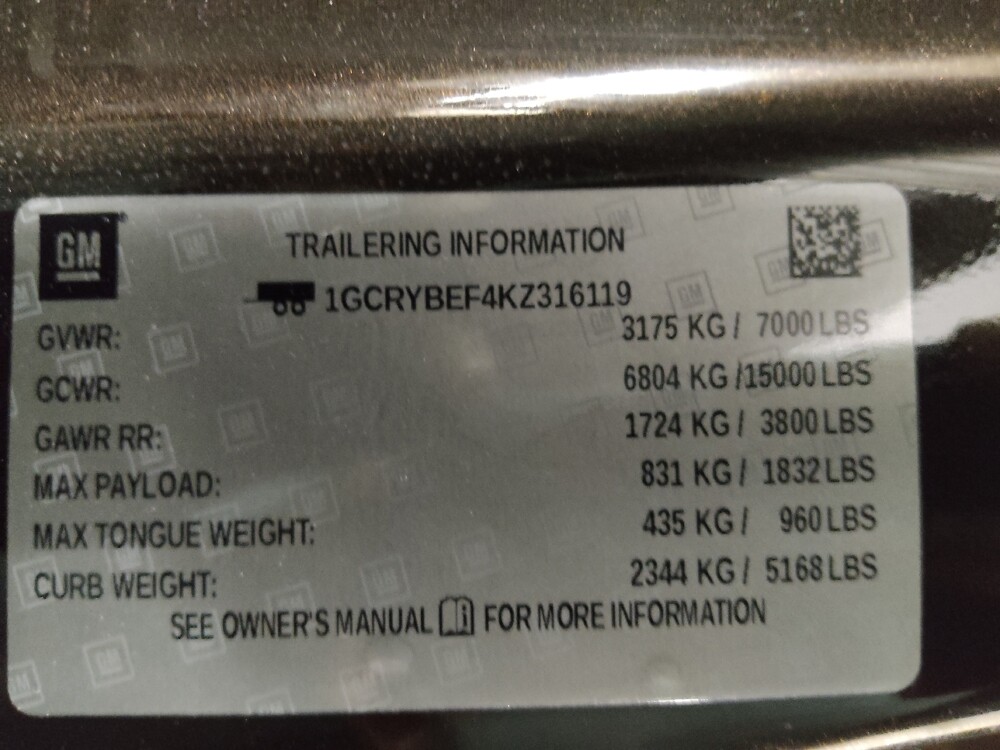 GM
TRAILERING INFORMATION
1GCRYBEF4KZ316119
GVWR: 3175 KG / 7000 LBS
GCWR: 6804 KG /15000 LBS
GAWR RR: 1724 KG / 3800 LBS
MAX PAYLOAD: 831 KG / 1832 LBS
MAX TONGUE WEIGHT: 435 KG / 960 LBS
CURB WEIGHT: 2344 KG / 5168 LBS
SEE OWNER'S MANUAL FOR MORE INFORMATION